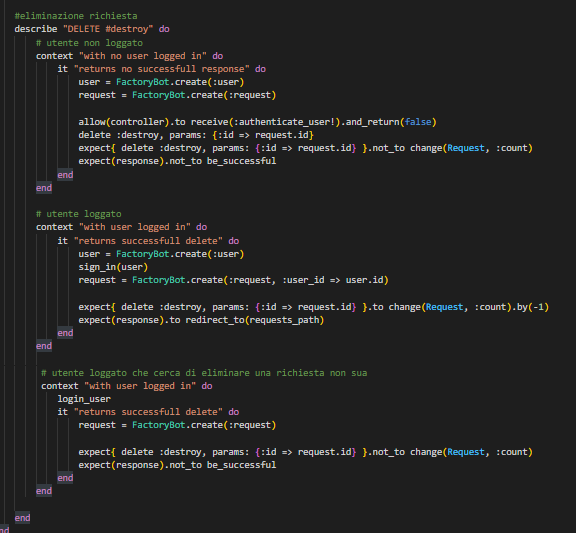 #eliminazione richiesta
describe "DELETE #destroy" do
# utente non loggato
context "with no user logged in" do
it "returns no successfull response" do
user = FactoryBot.create(:user)
request = FactoryBot.create(:request)
allow(controller).to receive(:authenticate_user!).and_return(false)
delete :destroy, params: {:id => request.id}
expect{ delete :destroy, params: {:id => request.id} }.not_to change(Request, :count)
expect(response).not_to be_successful
end
end
# utente loggato
context "with user logged in" do
it "returns successfull delete" do
user = FactoryBot.create(:user)
sign_in(user)
request = FactoryBot.create(:request, :user_id => user.id)
expect{ delete :destroy, params: {:id => request.id} }.to change(Request, :count).by(-1)
expect(response).to redirect_to(requests_path)
end
end
# utente loggato che cerca di eliminare una richiesta non sua
context "with user logged in" do
login_user
it "returns successfull delete" do
request = FactoryBot.create(:request)
expect{ delete :destroy, params: {:id => request.id} }.not_to change(Request, :count)
expect(response).not_to be_successful
end
end
end
nd